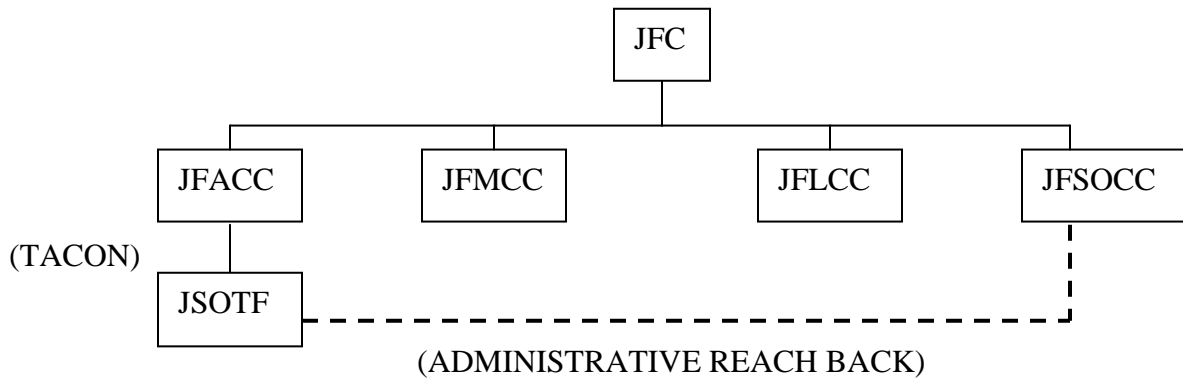 JFC
JFACC JFMCC JFLCC JFSOCC
(TACON)
JSOTF
(ADMINISTRATIVE REACH BACK)